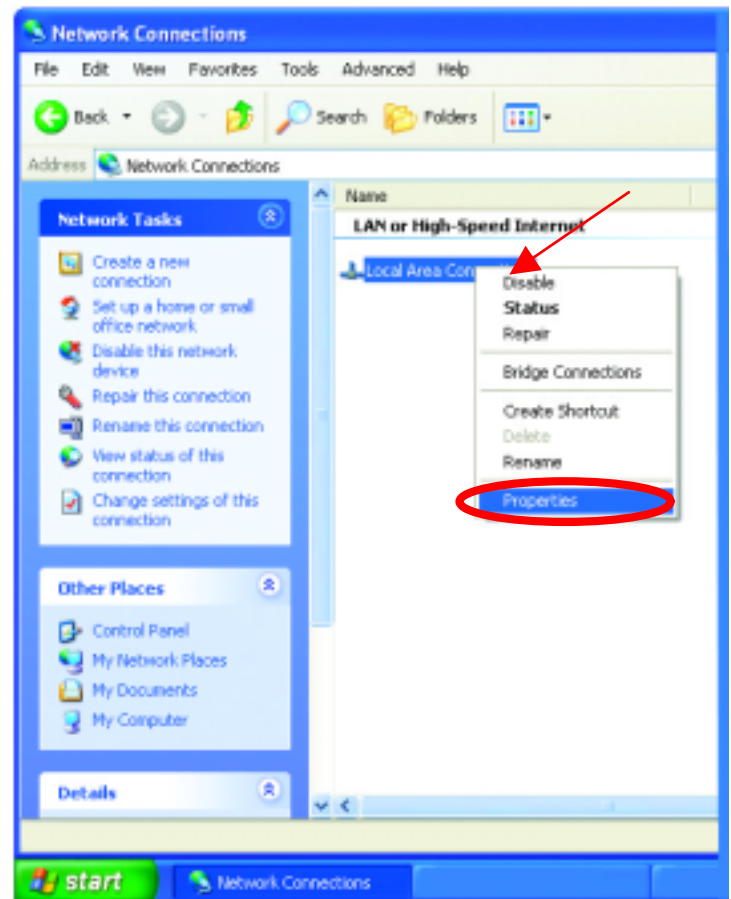 Network Connections
File Edit View Favorites Tools Advanced Help
Back Search Folders
Address Network Connections
Network Tasks
Create a new
connection
Set up a home or small
office network
Disable this network
device
Repair this connection
Rename this connection
View status of this
connection
Change settings of this
connection
Other Places
Control Panel
My Network Places
My Documents
My Computer
Details
Name
LAN or High-Speed Internet
Local Area
Disable
Status
Repair
Bridge Connections
Create Shortcut
Delete
Rename
Properties
start Network Connections